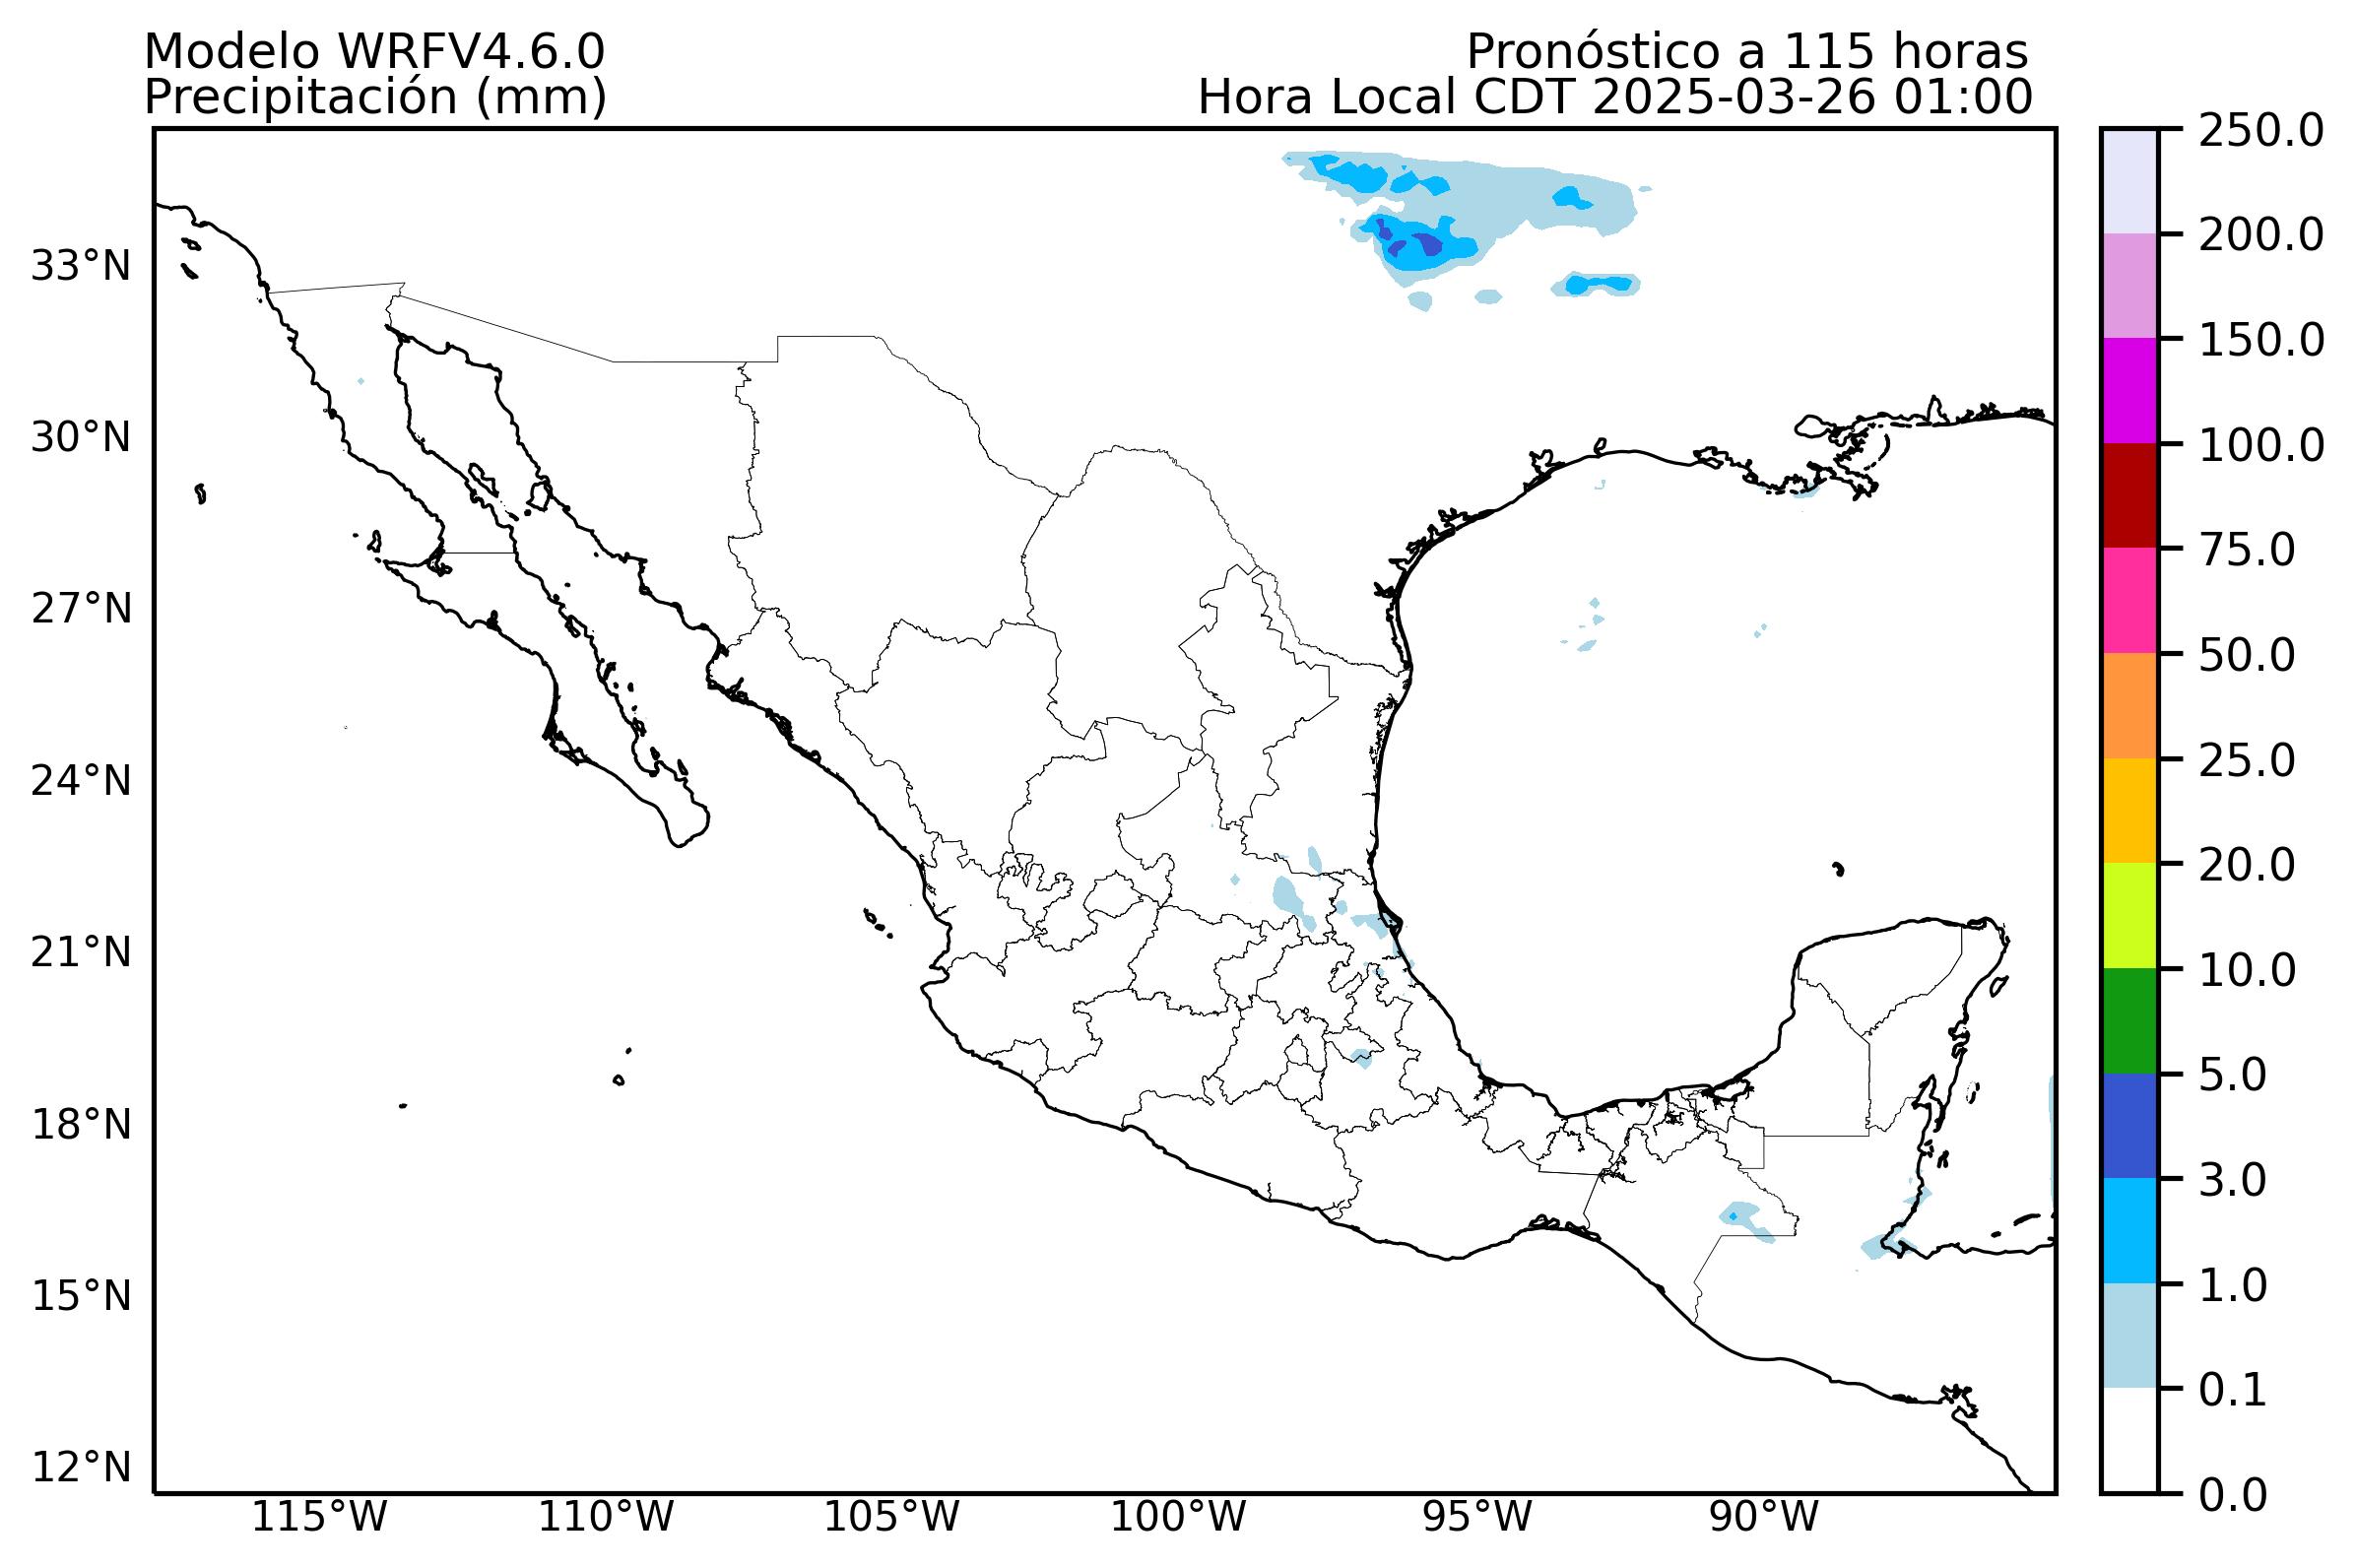 Modelo WRFV4.6.0
Precipitación (mm)
Pronóstico a 115 horas
Hora Local CDT 2025-03-26 01:00
33°N
30°N
27°N
24°N
21°N
18°N
15°N
12°N
115°W
110°W
105°W
100°W
95°W
90°W
250.0
200.0
150.0
100.0
75.0
50.0
25.0
20.0
10.0
5.0
3.0
1.0
0.1
0.0